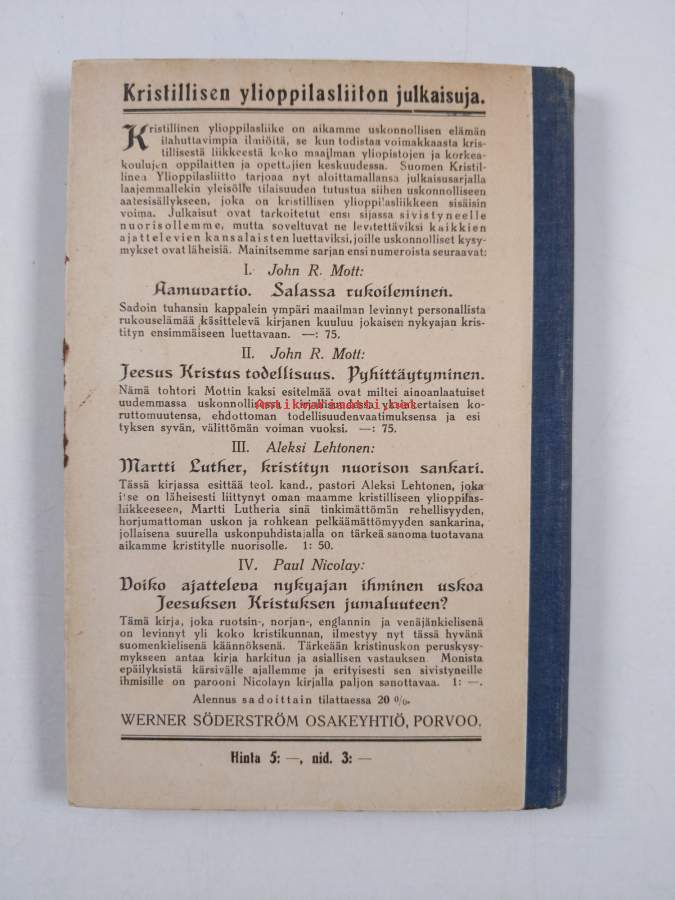 Kristillisen ylioppilasliiton julkaisuja.
Kristillinen ylioppilasliike on aikamme uskonnollisen elämän
ilahuttavimpia ilmiöitä, se kun todistaa voimakkaasta kris-
tillisestä liikkeestä koko maailman yliopistojen ja korkea-
koulujen oppilaitten ja opettajien keskuudessa. Suomen Kristil-
linen Ylioppilasliitto tarjoaa nyt aloittamallansa julkaisusarjalla
laajemmallekin yleisölle tilaisuuden tutustua siihen uskonnolliseen
aatesisällykseen, joka on kristillisen ylioppilasliikkeen sisäisin
voima. Julkaisut ovat tarkoitetut ensi sijassa sivistyneelle
nuorisollemme, mutta soveltuvat ne levitettäviksi kaikkien
ajattelevien kansalaisten luettaviksi, joille uskonnolliset kysy-
mykset ovat läheisiä. Mainitsemme sarjan ensi numeroista seuraavat:
I. John R. Mott:
Aamuvartio. Salassa rukoileminen.
Sadoin tuhansin kappalein ympäri maailman levinnyt personallista
rukouselämää käsittelevä kirjanen kuuluu jokaisen nykyajan kris-
tityn ensimmäiseen luettavaan. —: 75.
II. John R. Mott:
Jeesus Kristus todellisuus. Pyhittäytyminen.
Nämä tohtori Mottin kaksi esitelmää ovat miltei ainoanlaatuiset
uudemmassa uskonnollisessa kirjallisuudessa yksinkertaisen ko-
ruttomuutensa, ehdottoman todellisuudenvaatimuksensa ja esi
tyksen syvän, välittömän voiman vuoksi. —: 75.
Antikvariaatti.net
III. Aleksi Lehtonen:
Martti Luther, kristityn nuorison sankari.
Tässä kirjassa esittää teol. kand., pastori Aleksi Lehtonen, joka
itse on läheisesti liittynyt oman maamme kristilliseen ylioppilas-
liikkeeseen, Martti Lutheria sinä tinkimättömän rehellisyyden,
horjumattoman uskon ja rohkean pelkäämättömyyden sankarina,
jollaisena suurella uskonpuhdistajalla on tärkeä sanoma tuotavana
aikamme kristitylle nuorisolle. 1: 50.
IV. Paul Nicolay:
Voiko ajatteleva nykyajan ihminen uskoa
Jeesuksen Kristuksen jumaluuteen?
Tämä kirja, joka ruotsin-, norjan-, englannin ja venäjänkielisenä
on levinnyt yli koko kristikunnan, ilmestyy nyt tässä hyvänä
suomenkielisenä käännöksenä. Tärkeään kristinuskon peruskysy-
mykseen antaa kirja harkitun ja asiallisen vastauksen. Monista
epäilyksistä kärsivälle ajallemme ja erityisesti sen sivistyneille
ihmisille on parooni Nicolayn kirjalla paljon sanottavaa. 1: —.
Alennus sadoittain tilattaessa 20 %.
WERNER SÖDERSTRÖM OSAKEYHTIÖ, PORVOO.
Hinta 5: —, nid. 3: —